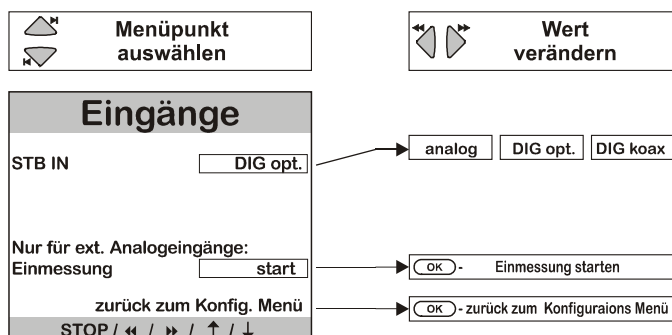 Menüpunkt
auswählen
Wert
verändern
Eingänge
STB IN DIG opt.
analog DIG opt. DIG koax
Nur für ext. Analogeingänge:
Einmessung start
OK - Einmessung starten
zurück zum Konfig. Menü
OK - zurück zum Konfiguraions Menü
STOP / ◀◀ / ▶▶ / ↑ / ↓